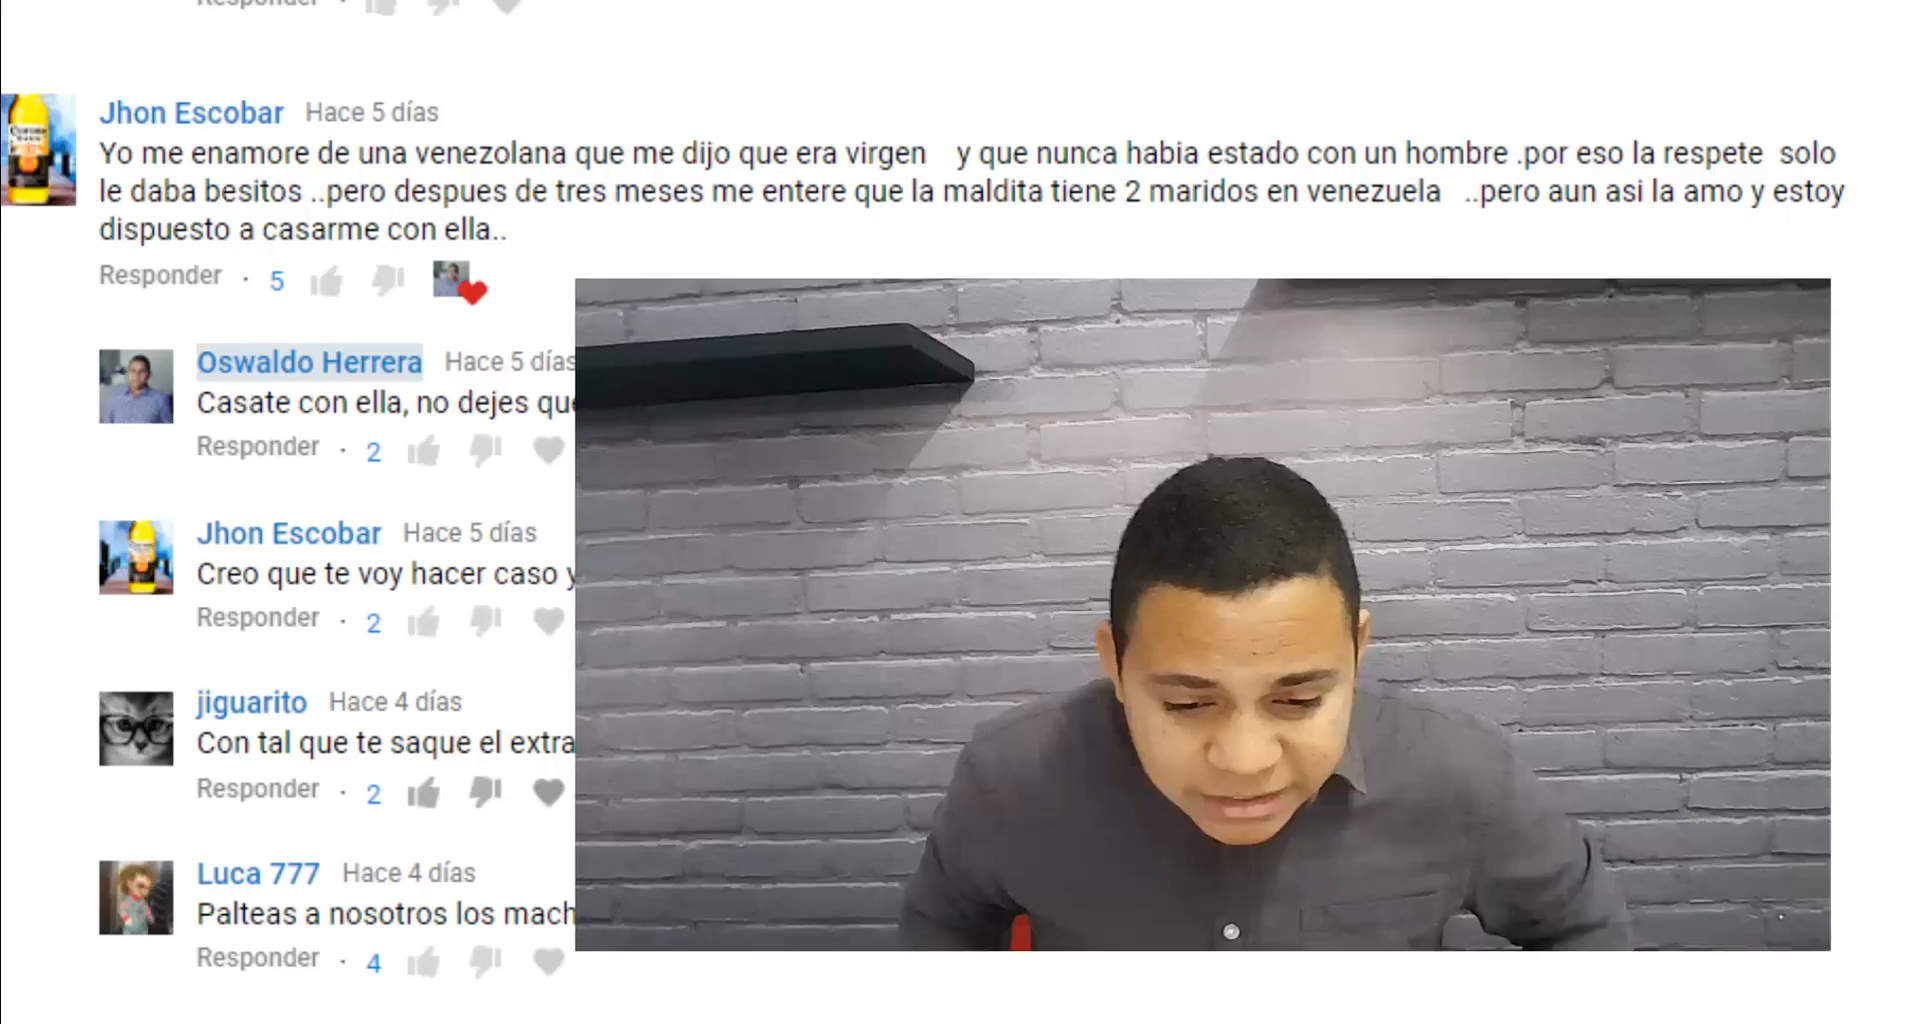 Responder
Jhon Escobar Hace 5 días
Yo me enamore de una venezolana que me dijo que era virgen y que nunca habia estado con un hombre .por eso la respete solo
le daba besitos ..pero despues de tres meses me entere que la maldita tiene 2 maridos en venezuela ..pero aun asi la amo y estoy
dispuesto a casarme con ella..
Responder · 5
Oswaldo Herrera Hace 5 días
Casate con ella, no dejes que
Responder · 2
Jhon Escobar Hace 5 días
Creo que te voy hacer caso y
Responder · 2
jiguarito Hace 4 días
Con tal que te saque el extra
Responder · 2
Luca 777 Hace 4 días
Palteas a nosotros los mach
Responder · 4